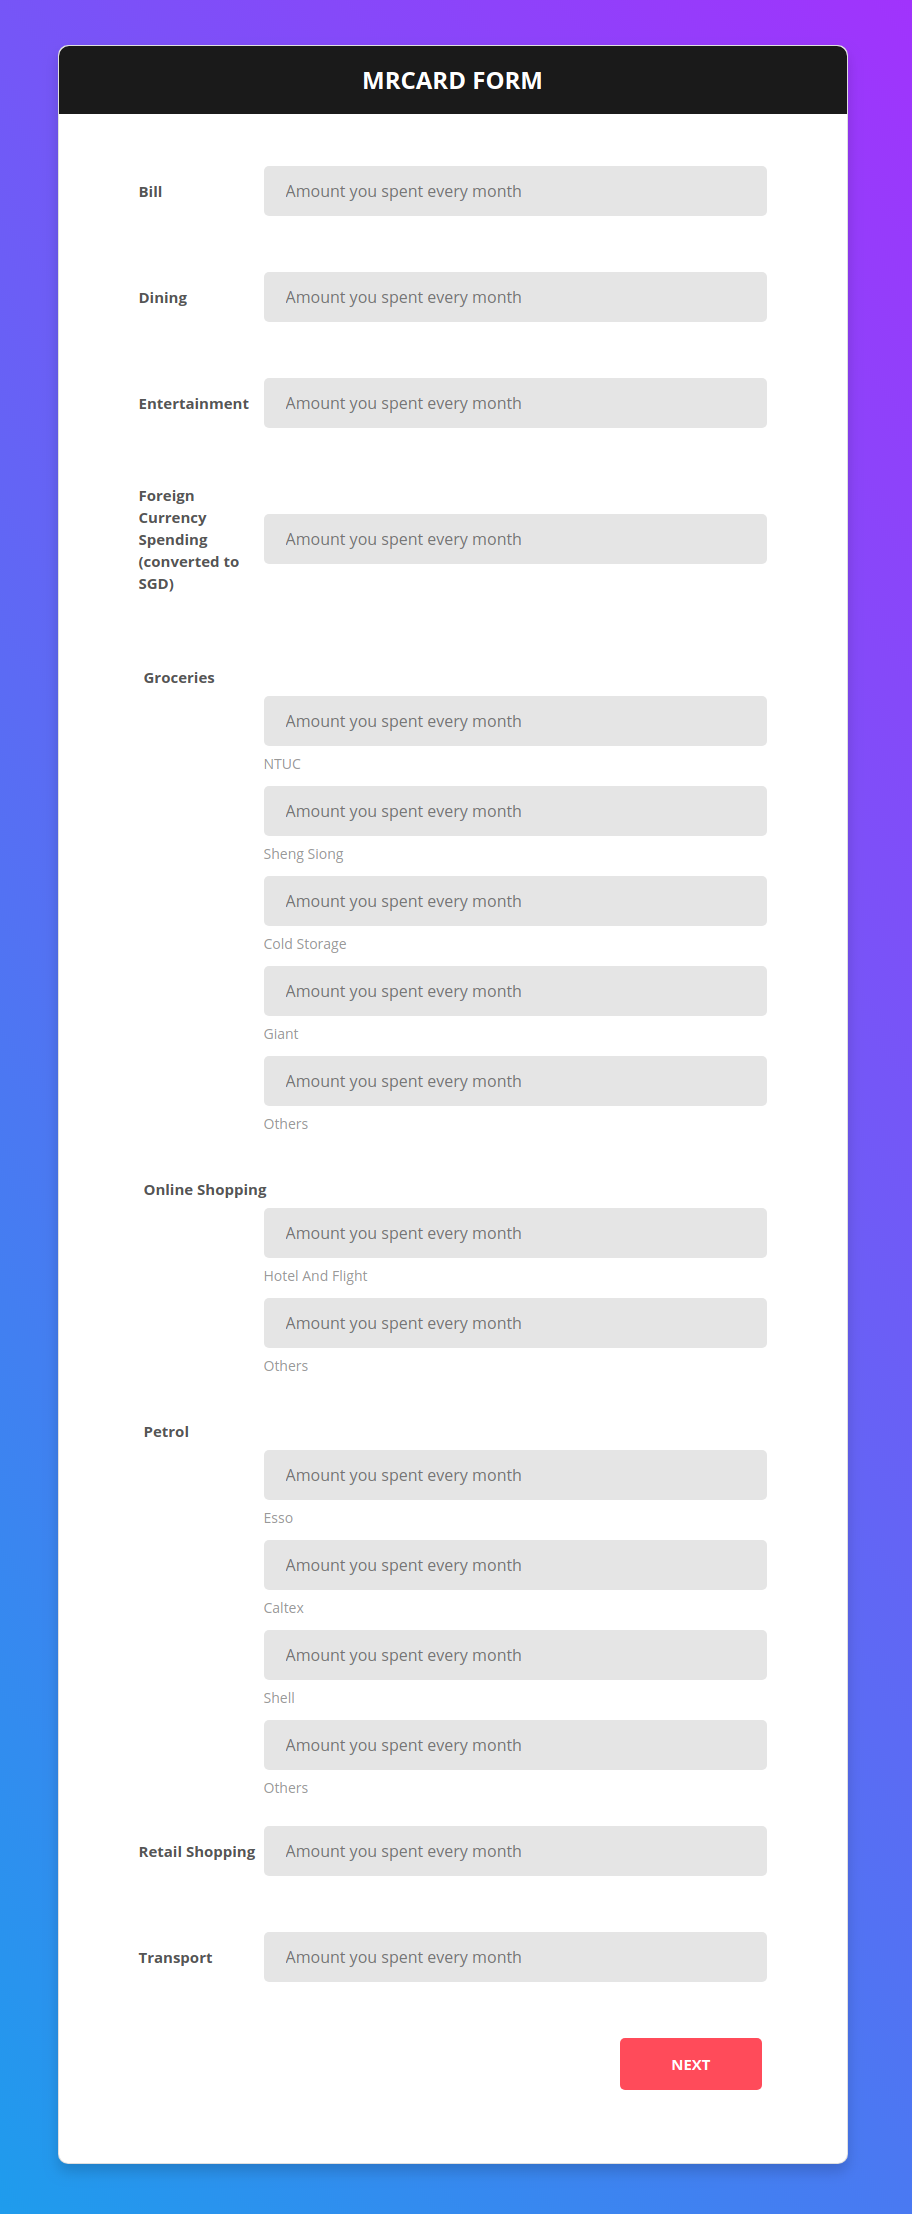 MRCARD FORM
Bill
Amount you spent every month
Dining
Amount you spent every month
Entertainment
Amount you spent every month
Foreign
Currency
Spending
(converted to
SGD)
Amount you spent every month
Groceries
Amount you spent every month
NTUC
Amount you spent every month
Sheng Siong
Amount you spent every month
Cold Storage
Amount you spent every month
Giant
Amount you spent every month
Others
Online Shopping
Amount you spent every month
Hotel And Flight
Amount you spent every month
Others
Petrol
Amount you spent every month
Esso
Amount you spent every month
Caltex
Amount you spent every month
Shell
Amount you spent every month
Others
Retail Shopping
Amount you spent every month
Transport
Amount you spent every month
NEXT